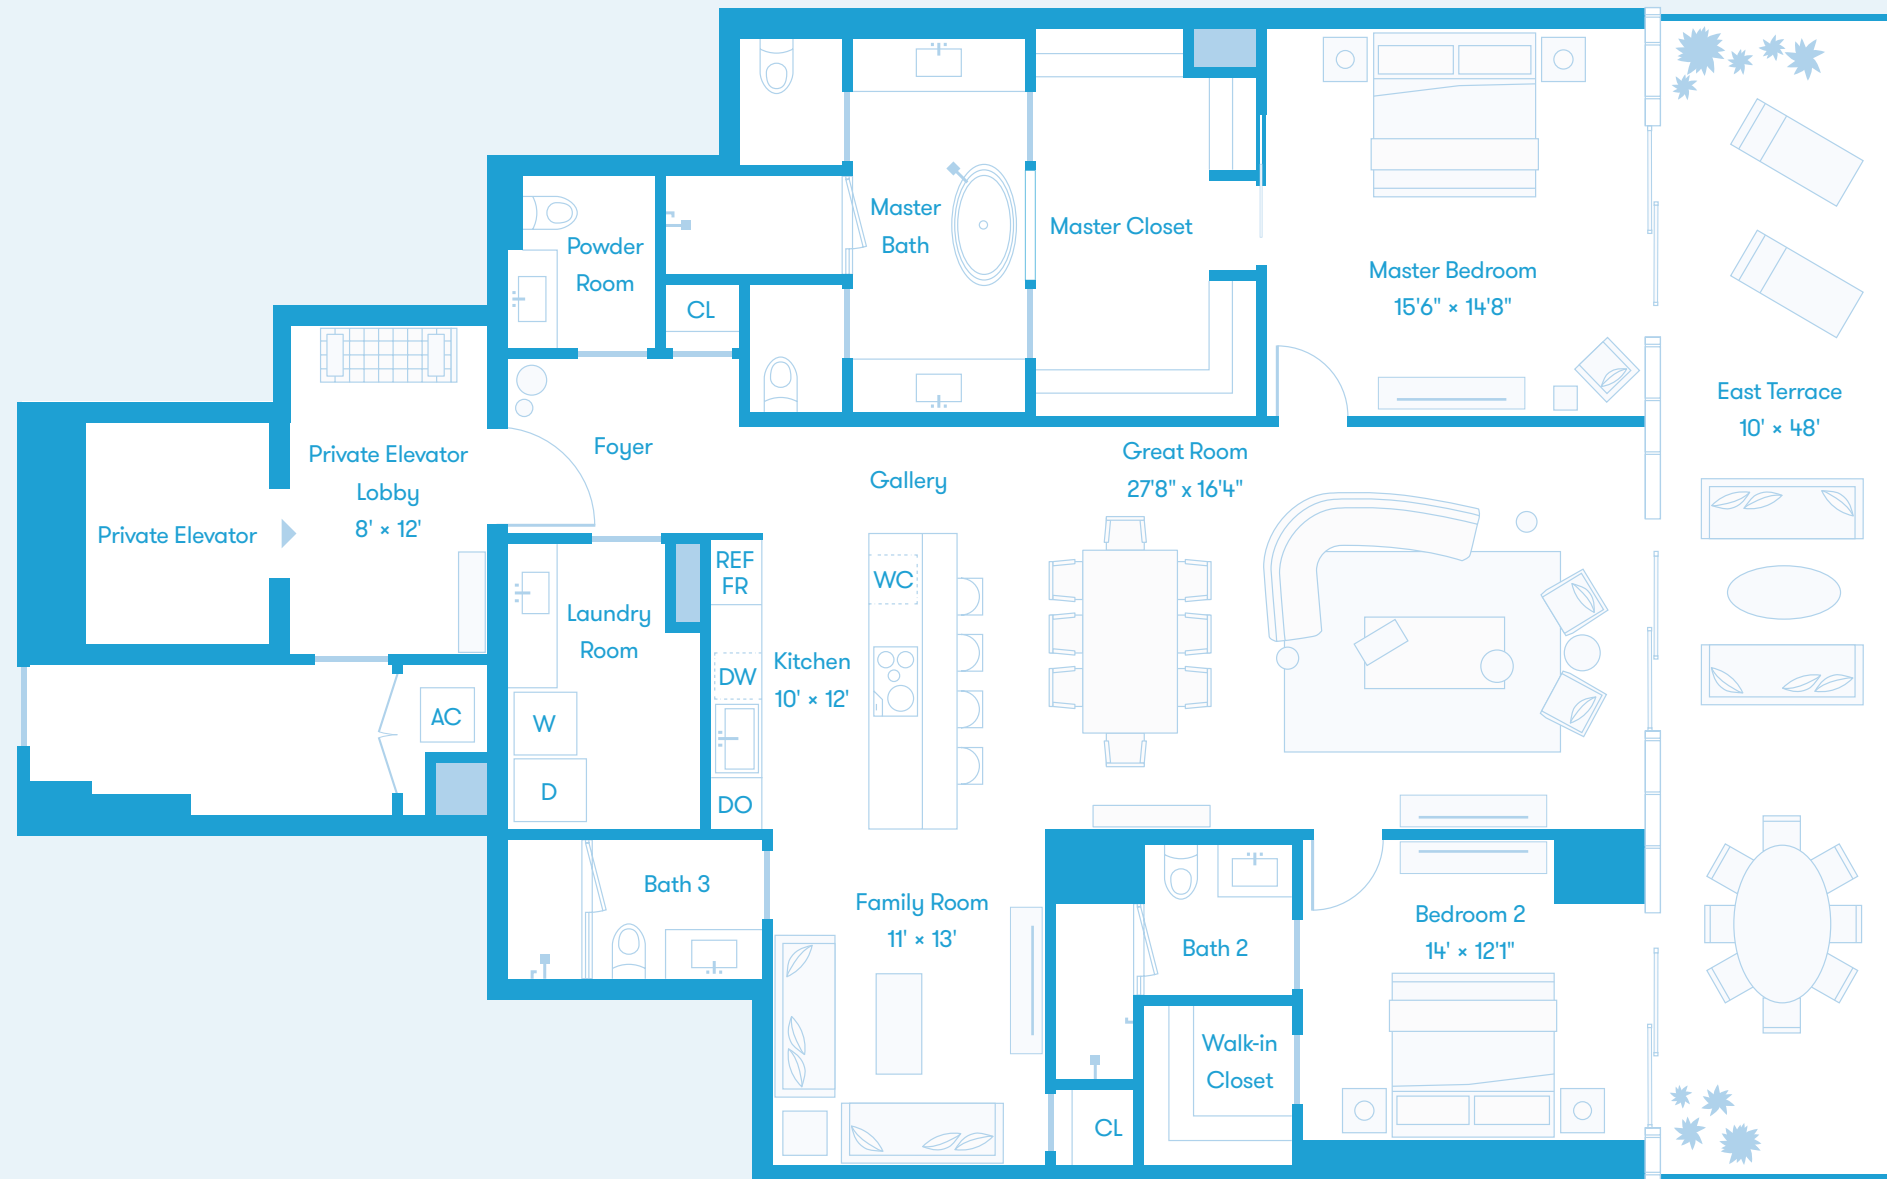 Master
Bath
Master Closet
Powder
Room
CL
Master Bedroom
15'6" × 14'8"
East Terrace
10' × 48'
Private Elevator
Lobby
8' × 12'
Foyer
Gallery
Great Room
27'8" x 16'4"
Private Elevator
REF
FR
WC
Laundry
Room
Kitchen
10' × 12'
DW
AC
W
D
DO
Bath 3
Family Room
11' × 13'
Bath 2
Bedroom 2
14' × 12'1"
Walk-in
Closet
CL